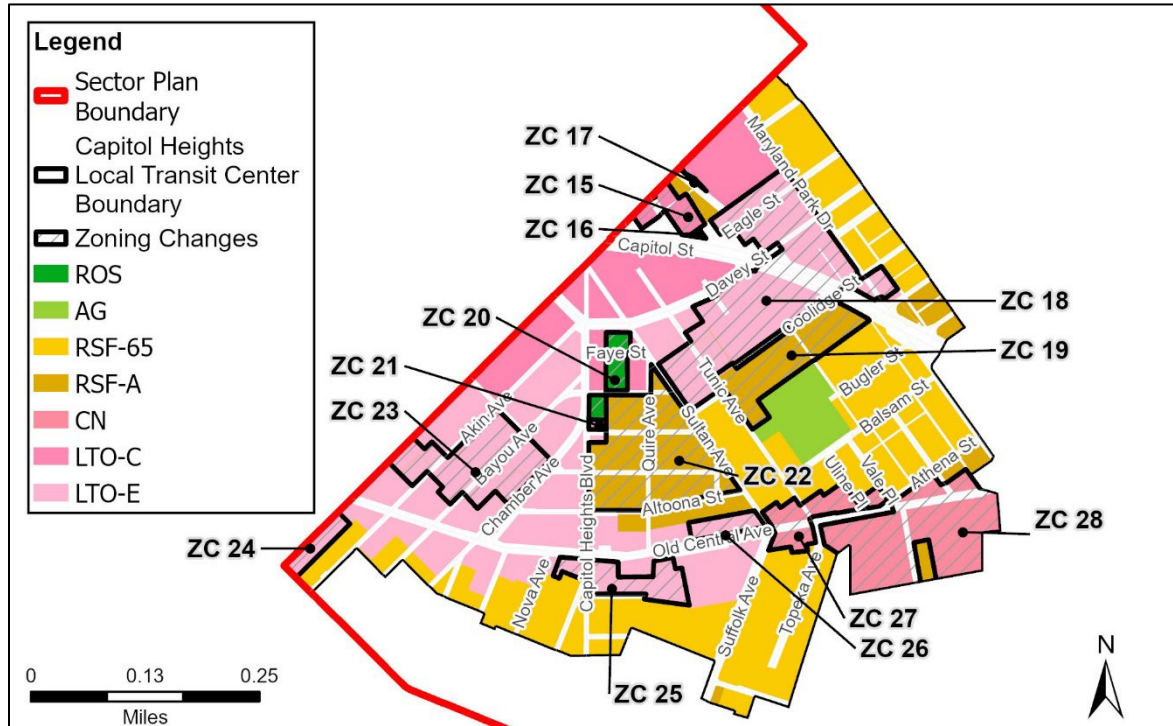 Legend
Sector Plan
Boundary
Capitol Heights
Local Transit Center
Boundary
Zoning Changes
ROS
AG
RSF-65
RSF-A
CN
LTO-C
LTO-E
ZC 17
ZC 15
ZC 16
Maryland Park Dr
Eagle St
Capitol St
Davey St
ZC 18
Coolidge St
ZC 20
Faye St
ZC 19
ZC 21
Tunic Ave
Bugler St
ZC 23
Akin Ave
Balsam St
Bayou Ave
Quire Ave
Sultan Ave
Chamber Ave
Capitol Heights Blvd
ZC 22
Uline Pl
Vale Pl
Athena St
Altoona St
ZC 28
ZC 24
Old Central Ave
Nova Ave
Suffolk Ave
Topeka Ave
ZC 27
ZC 26
ZC 25
N
0 0.13 0.25
Miles